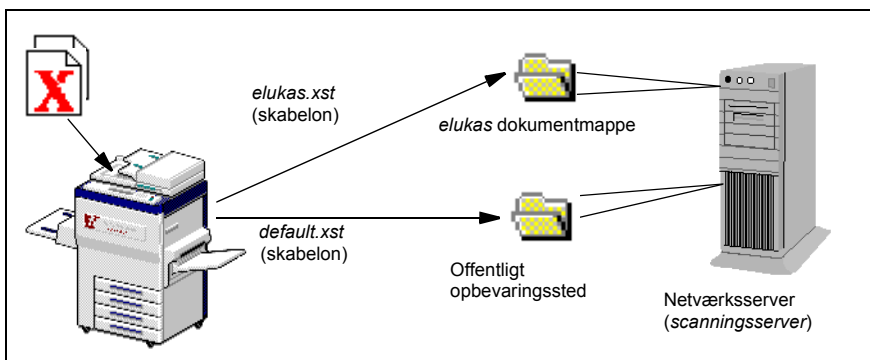 X
elukas.xst
(skabelon)
elukas dokumentmappe
default.xst
(skabelon)
Offentligt
opbevaringssted
Netværksserver
(scanningsserver)